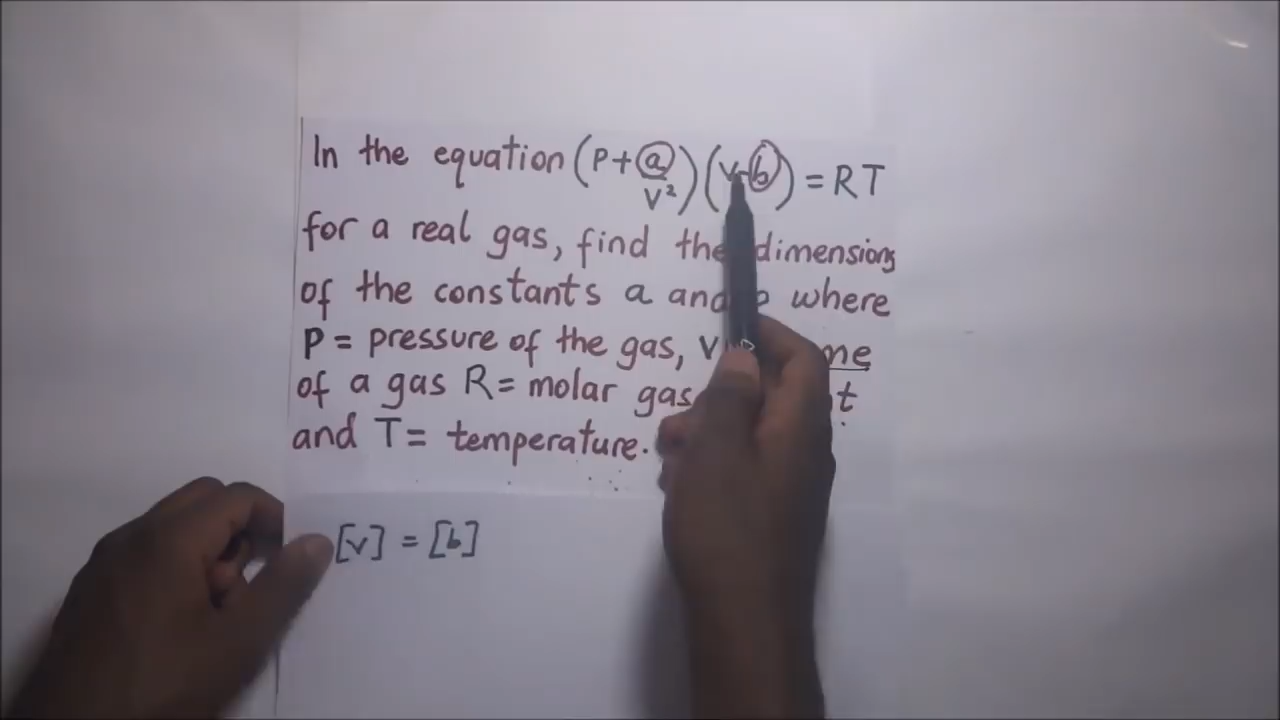 In the equation (P+a/V²)(v-b) = RT
for a real gas, find the dimensions
of the constants a and where
P = pressure of the gas, V
of a gas R = molar gas
and T = temperature.
[v] = [b]